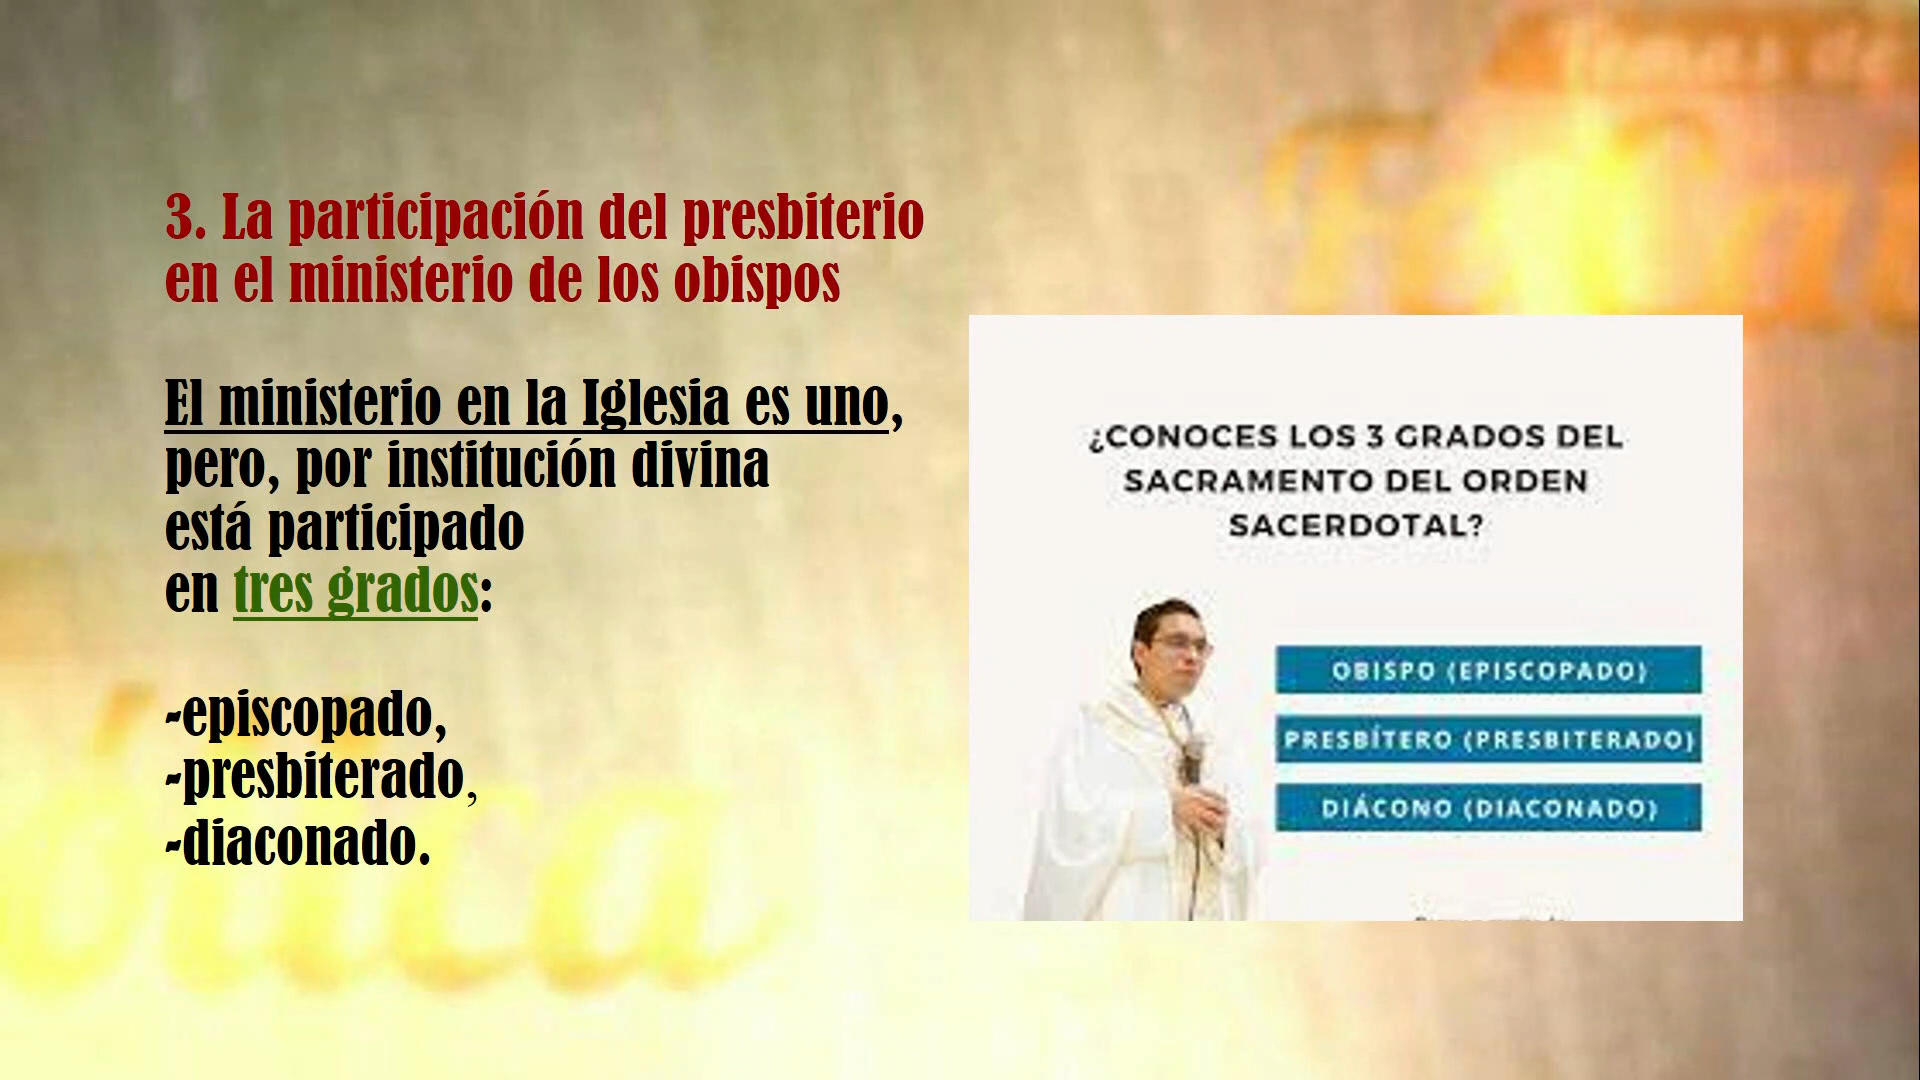 3. La participación del presbiterio
en el ministerio de los obispos
El ministerio en la Iglesia es uno,
pero, por institución divina
está participado
en tres grados:
-episcopado,
-presbiterado,
-diaconado.
¿CONOCES LOS 3 GRADOS DEL
SACRAMENTO DEL ORDEN
SACERDOTAL?
OBISPO (EPISCOPADO)
PRESBÍTERO (PRESBITERADO)
DIÁCONO (DIACONADO)
Temas de